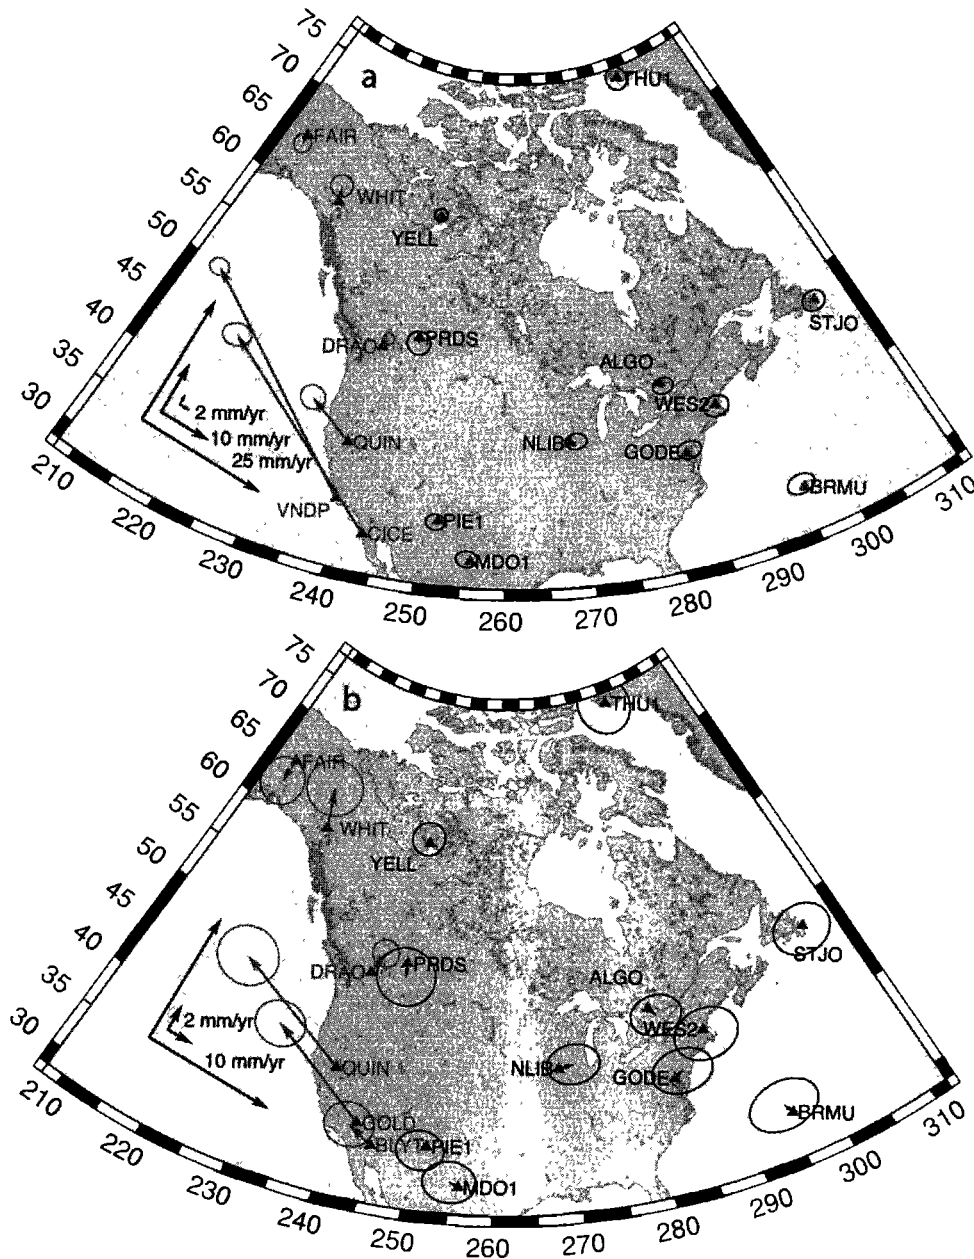 75
70
65
60
55
50
45
40
35
30
a
THU1
FAIR
WHIT
YELL
STJO
DRAO
PRDS
ALGO
WES2
2 mm/yr
10 mm/yr
25 mm/yr
QUIN
NLIB
GODE
VNDP
CICE
PIE1
MDO1
BRMU
210
220
230
240
250
260
270
280
290
300
310
75
70
65
60
55
50
45
40
35
30
b
THU1
FAIR
WHIT
YELL
STJO
DRAO
PRDS
ALGO
WES2
2 mm/yr
10 mm/yr
QUIN
NLIB
GODE
GOLD
BLYT
PIE1
MDO1
BRMU
210
220
230
240
250
260
270
280
290
300
310